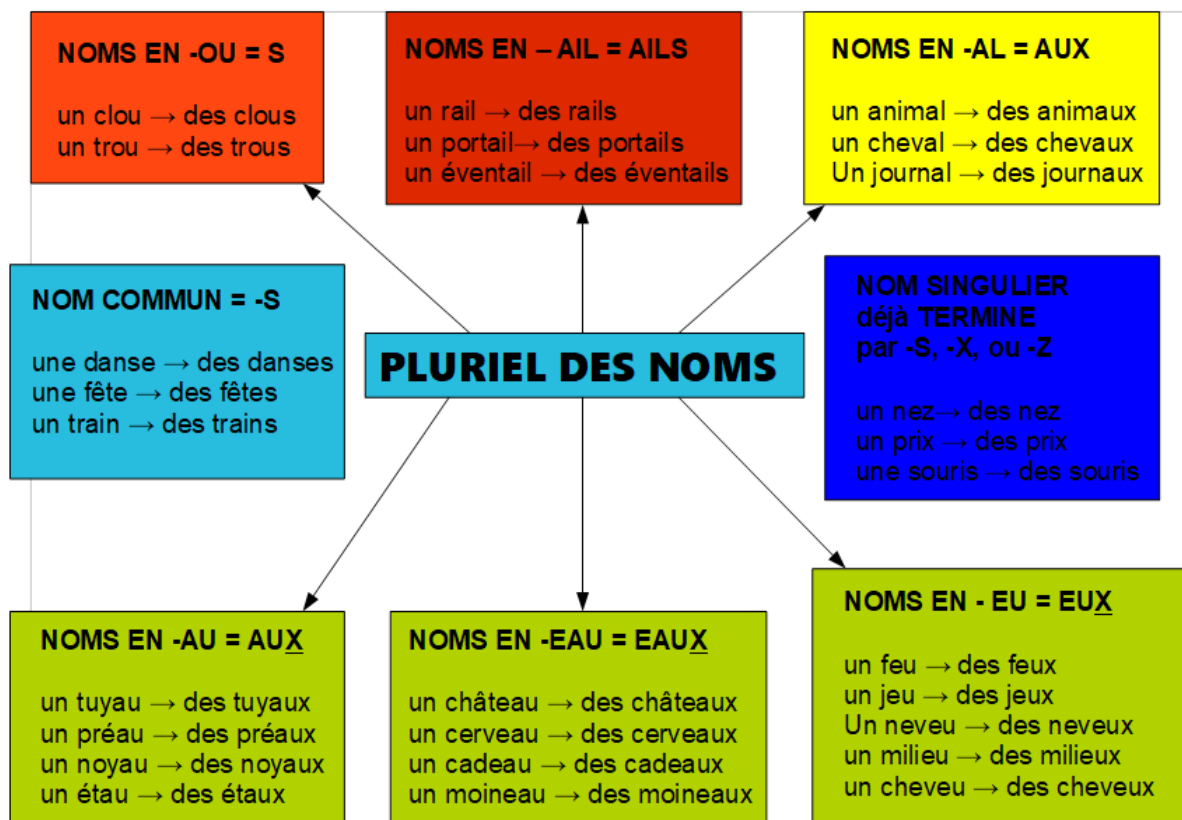 NOMS EN -OU = S
un clou → des clous
un trou → des trous
NOMS EN – AIL = AILS
un rail → des rails
un portail→ des portails
un éventail → des éventails
NOMS EN -AL = AUX
un animal → des animaux
un cheval → des chevaux
Un journal → des journaux
NOM COMMUN = -S
une danse → des danses
une fête → des fêtes
un train → des trains
PLURIEL DES NOMS
NOM SINGULIER
déjà TERMINE
par -S, -X, ou -Z
un nez→ des nez
un prix → des prix
une souris → des souris
NOMS EN -AU = AUX
un tuyau → des tuyaux
un préau → des préaux
un noyau → des noyaux
un étau → des étaux
NOMS EN -EAU = EAUX
un château → des châteaux
un cerveau → des cerveaux
un cadeau → des cadeaux
un moineau → des moineaux
NOMS EN - EU = EUX
un feu → des feux
un jeu → des jeux
Un neveu → des neveux
un milieu → des milieux
un cheveu → des cheveux